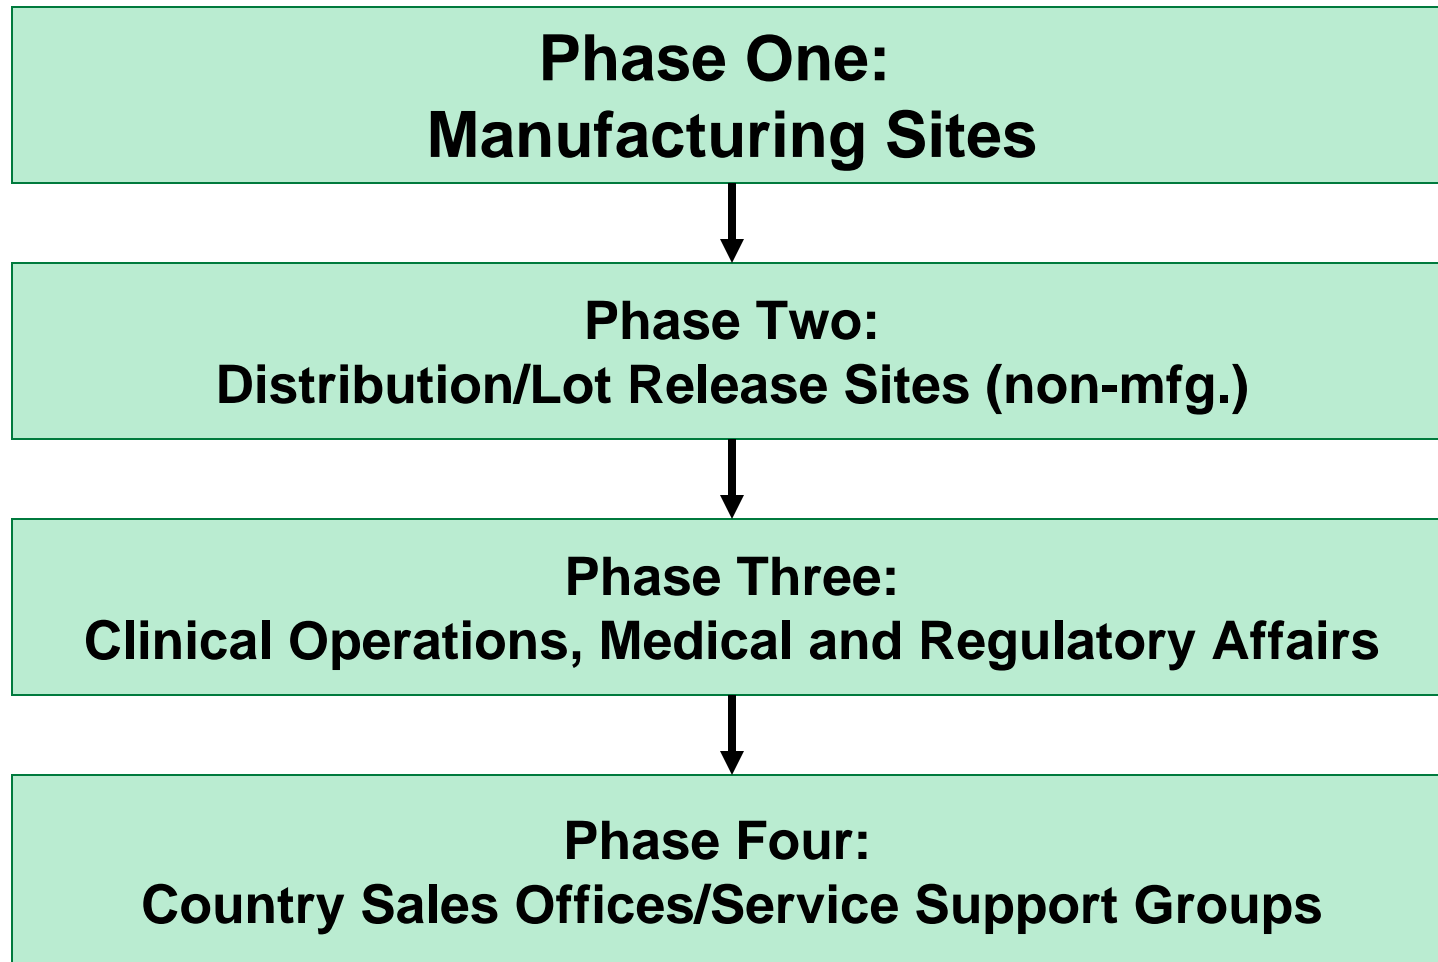 Phase One:
Manufacturing Sites
Phase Two:
Distribution/Lot Release Sites (non-mfg.)
Phase Three:
Clinical Operations, Medical and Regulatory Affairs
Phase Four:
Country Sales Offices/Service Support Groups